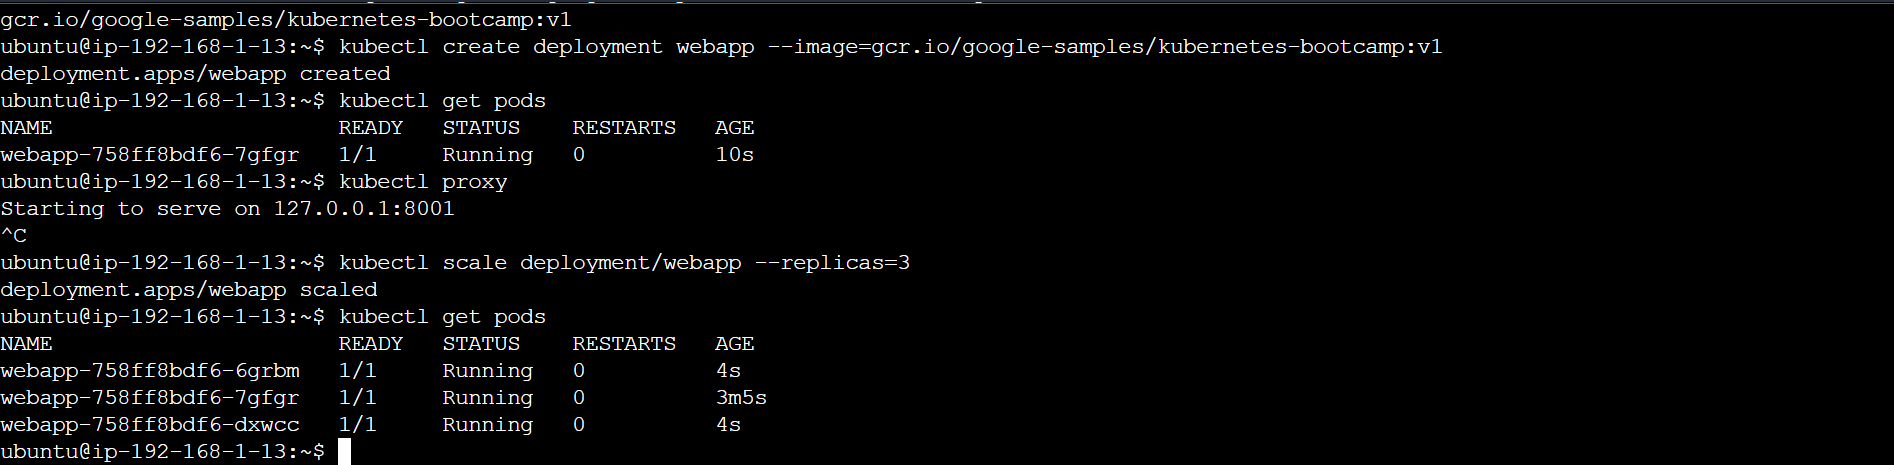 gcr.io/google-samples/kubernetes-bootcamp:v1
ubuntu@ip-192-168-1-13:~$ kubectl create deployment webapp --image=gcr.io/google-samples/kubernetes-bootcamp:v1
deployment.apps/webapp created
ubuntu@ip-192-168-1-13:~$ kubectl get pods
NAME READY STATUS RESTARTS AGE
webapp-758ff8bdf6-7gfgr 1/1 Running 0 10s
ubuntu@ip-192-168-1-13:~$ kubectl proxy
Starting to serve on 127.0.0.1:8001
^C
ubuntu@ip-192-168-1-13:~$ kubectl scale deployment/webapp --replicas=3
deployment.apps/webapp scaled
ubuntu@ip-192-168-1-13:~$ kubectl get pods
NAME READY STATUS RESTARTS AGE
webapp-758ff8bdf6-6grbm 1/1 Running 0 4s
webapp-758ff8bdf6-7gfgr 1/1 Running 0 3m5s
webapp-758ff8bdf6-dxwcc 1/1 Running 0 4s
ubuntu@ip-192-168-1-13:~$